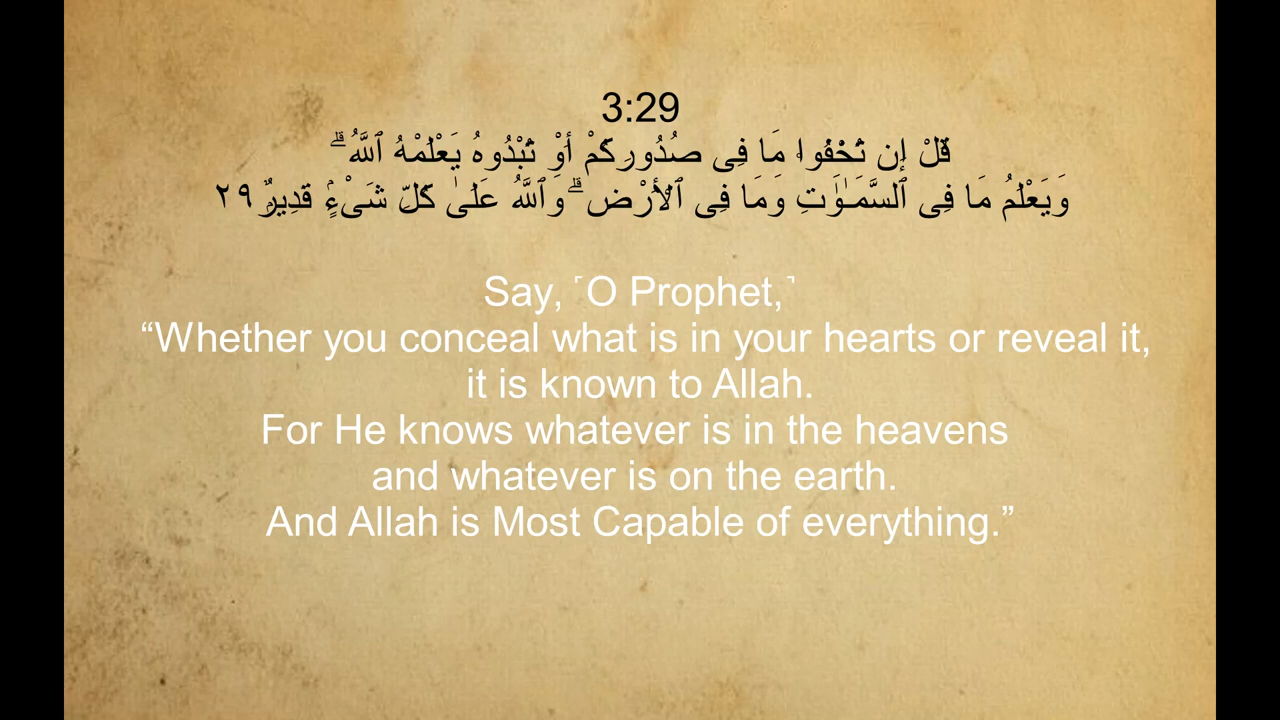 3:29
قُلْ إِن تُخْفُوا۟ مَا فِى صُدُورِكُمْ أَوْ تُبْدُوهُ يَعْلَمْهُ ٱللَّهُ ۗ
وَيَعْلَمُ مَا فِى ٱلسَّمَـٰوَٰتِ وَمَا فِى ٱلْأَرْضِ ۗ وَٱللَّهُ عَلَىٰ كُلِّ شَىْءٍۢ قَدِيرٌۭ ٢٩
Say, ˹O Prophet,˺
“Whether you conceal what is in your hearts or reveal it,
it is known to Allah.
For He knows whatever is in the heavens
and whatever is on the earth.
And Allah is Most Capable of everything.”